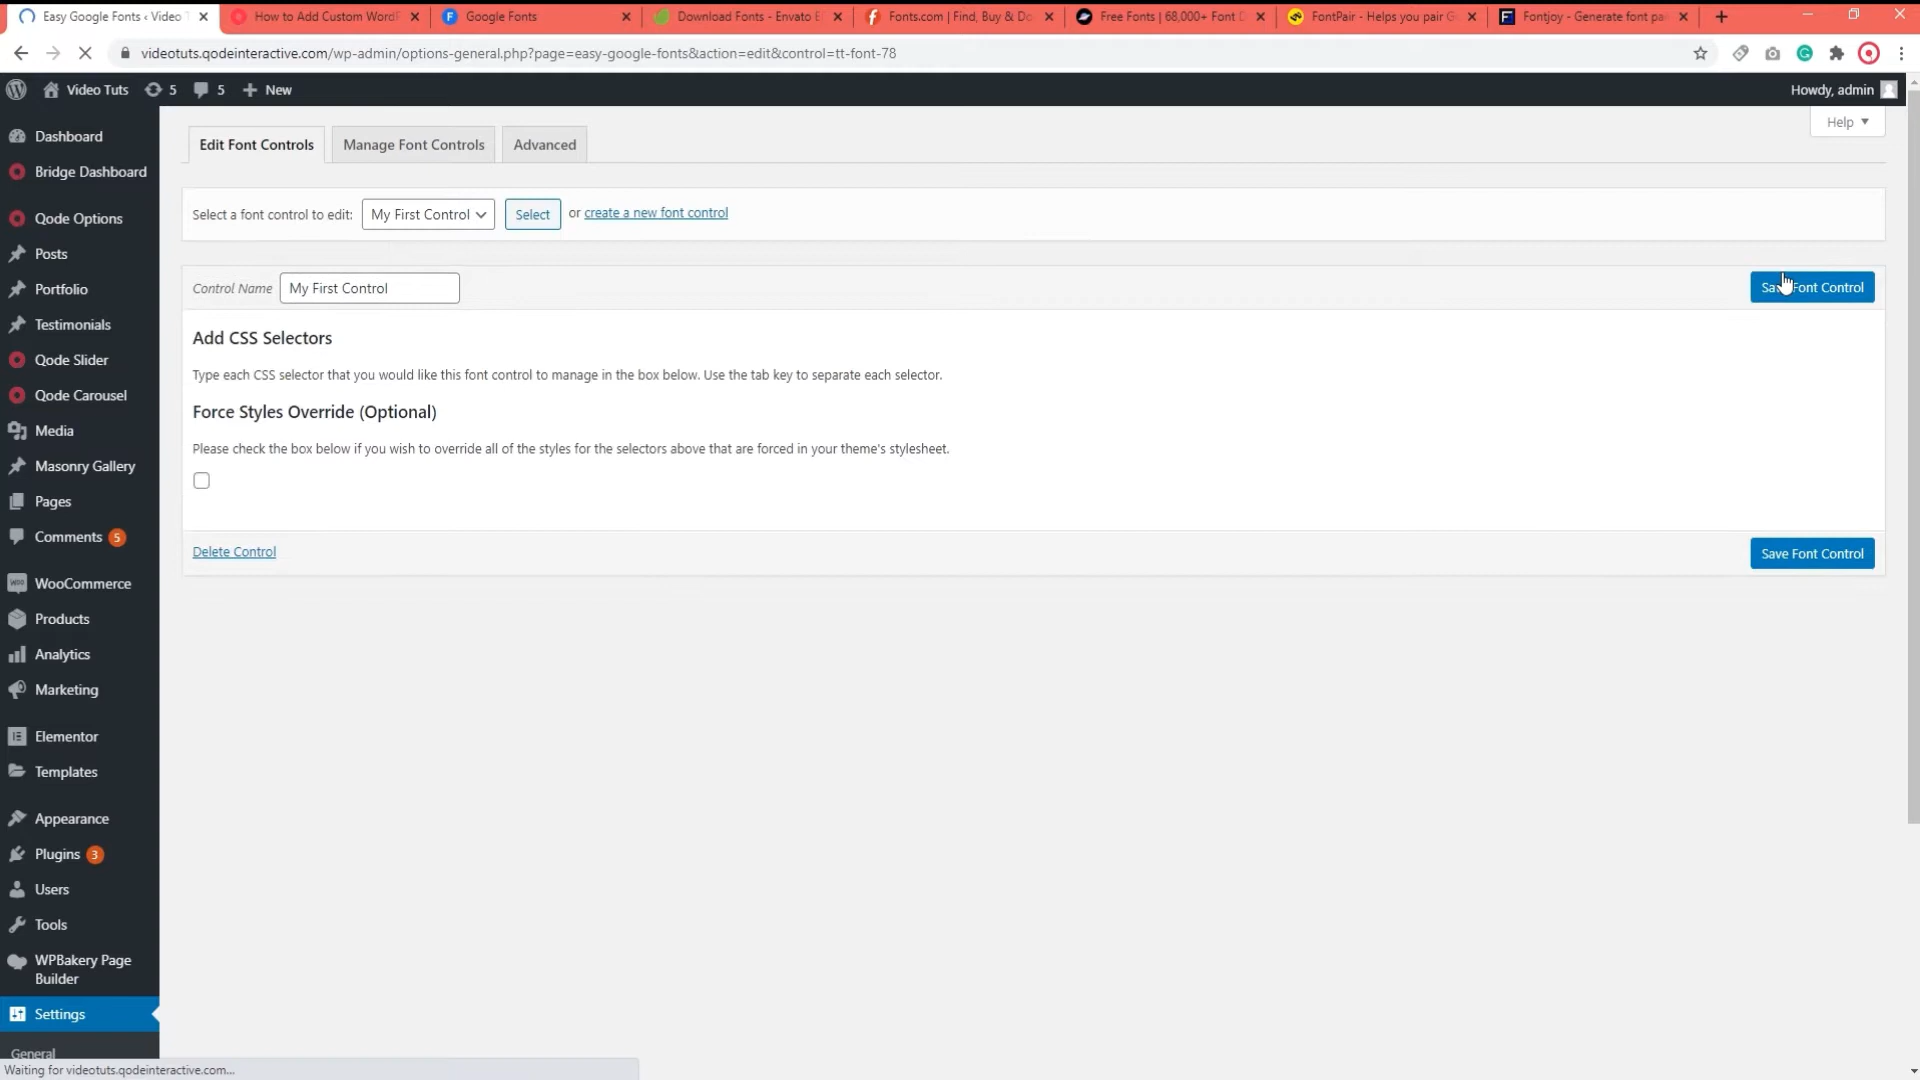 Easy Google Fonts ‹ Video T
How to Add Custom WordP
Google Fonts
Download Fonts - Envato E
Fonts.com | Find, Buy & Do
Free Fonts | 68,000+ Font D
FontPair - Helps you pair G
Fontjoy - Generate font pa
videotuts.qodeinteractive.com/wp-admin/options-general.php?page=easy-google-fonts&action=edit&control=tt-font-78
Video Tuts 5 5 New
Howdy, admin
Help
Dashboard
Bridge Dashboard
Qode Options
Posts
Portfolio
Testimonials
Qode Slider
Qode Carousel
Media
Masonry Gallery
Pages
Comments 5
WooCommerce
Products
Analytics
Marketing
Elementor
Templates
Appearance
Plugins 3
Users
Tools
WPBakery Page
Builder
Settings
General
Edit Font Controls
Manage Font Controls
Advanced
Select a font control to edit: My First Control Select or create a new font control
Control Name My First Control
Save Font Control
Add CSS Selectors
Type each CSS selector that you would like this font control to manage in the box below. Use the tab key to separate each selector.
Force Styles Override (Optional)
Please check the box below if you wish to override all of the styles for the selectors above that are forced in your theme's stylesheet.
Delete Control
Save Font Control
Waiting for videotuts.qodeinteractive.com...